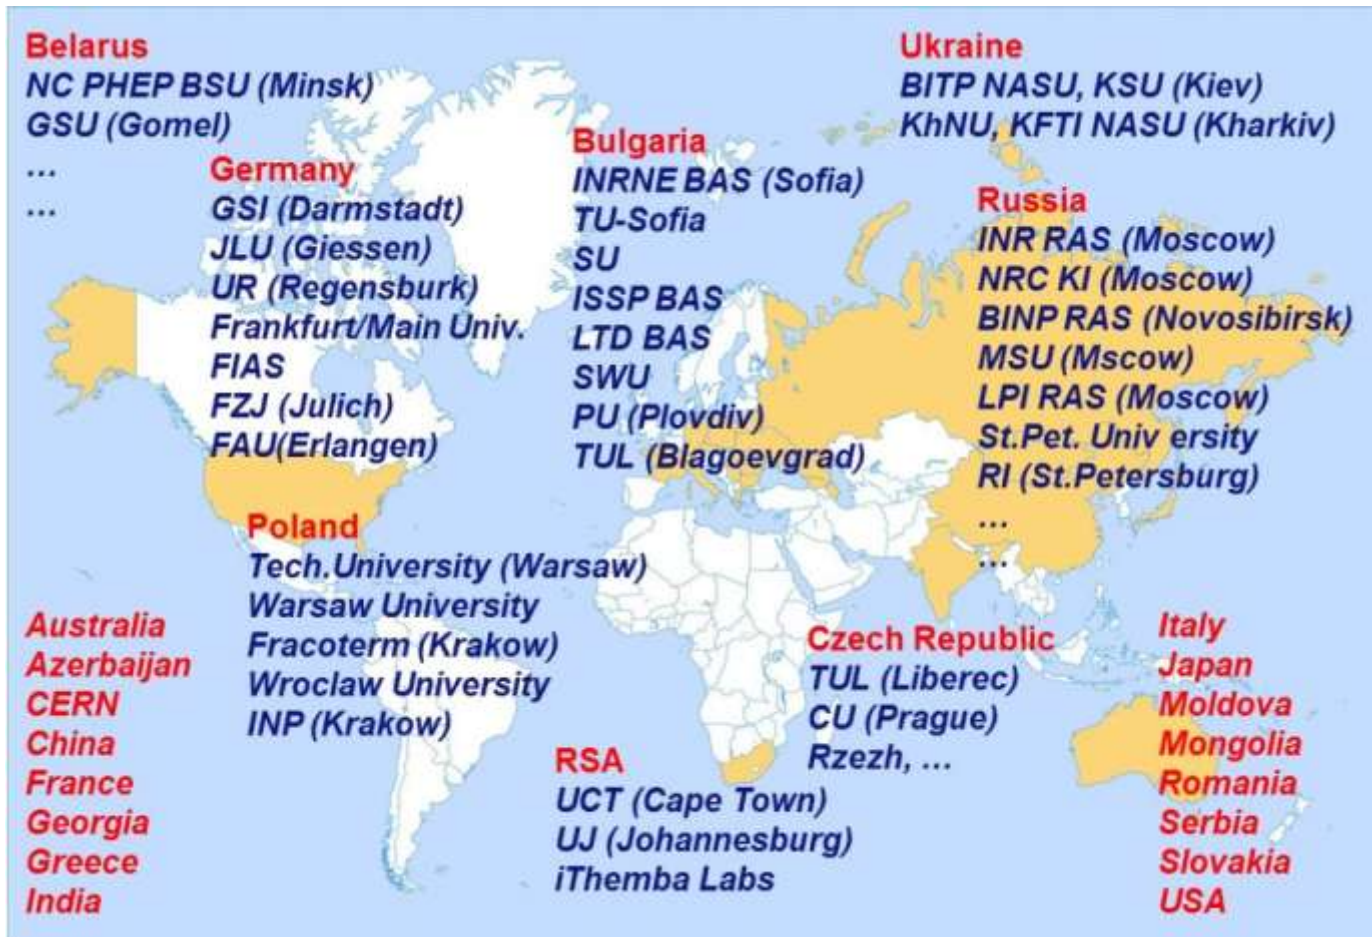 Belarus
NC PHEP BSU (Minsk)
GSU (Gomel)
...
...
Ukraine
BITP NASU, KSU (Kiev)
KhNU, KFTI NASU (Kharkiv)
Germany
GSI (Darmstadt)
JLU (Giessen)
UR (Regensburk)
Frankfurt/Main Univ.
FIAS
FZJ (Julich)
FAU(Erlangen)
Bulgaria
INRNE BAS (Sofia)
TU-Sofia
SU
ISSP BAS
LTD BAS
SWU
PU (Plovdiv)
TUL (Blagoevgrad)
Russia
INR RAS (Moscow)
NRC KI (Moscow)
BINP RAS (Novosibirsk)
MSU (Mscow)
LPI RAS (Moscow)
St.Pet. Univ ersity
RI (St.Petersburg)
...
...
Poland
Tech.University (Warsaw)
Warsaw University
Fracoterm (Krakow)
Wroclaw University
INP (Krakow)
Australia
Azerbaijan
CERN
China
France
Georgia
Greece
India
RSA
UCT (Cape Town)
UJ (Johannesburg)
iThemba Labs
Czech Republic
TUL (Liberec)
CU (Prague)
Rzezh, ...
Italy
Japan
Moldova
Mongolia
Romania
Serbia
Slovakia
USA